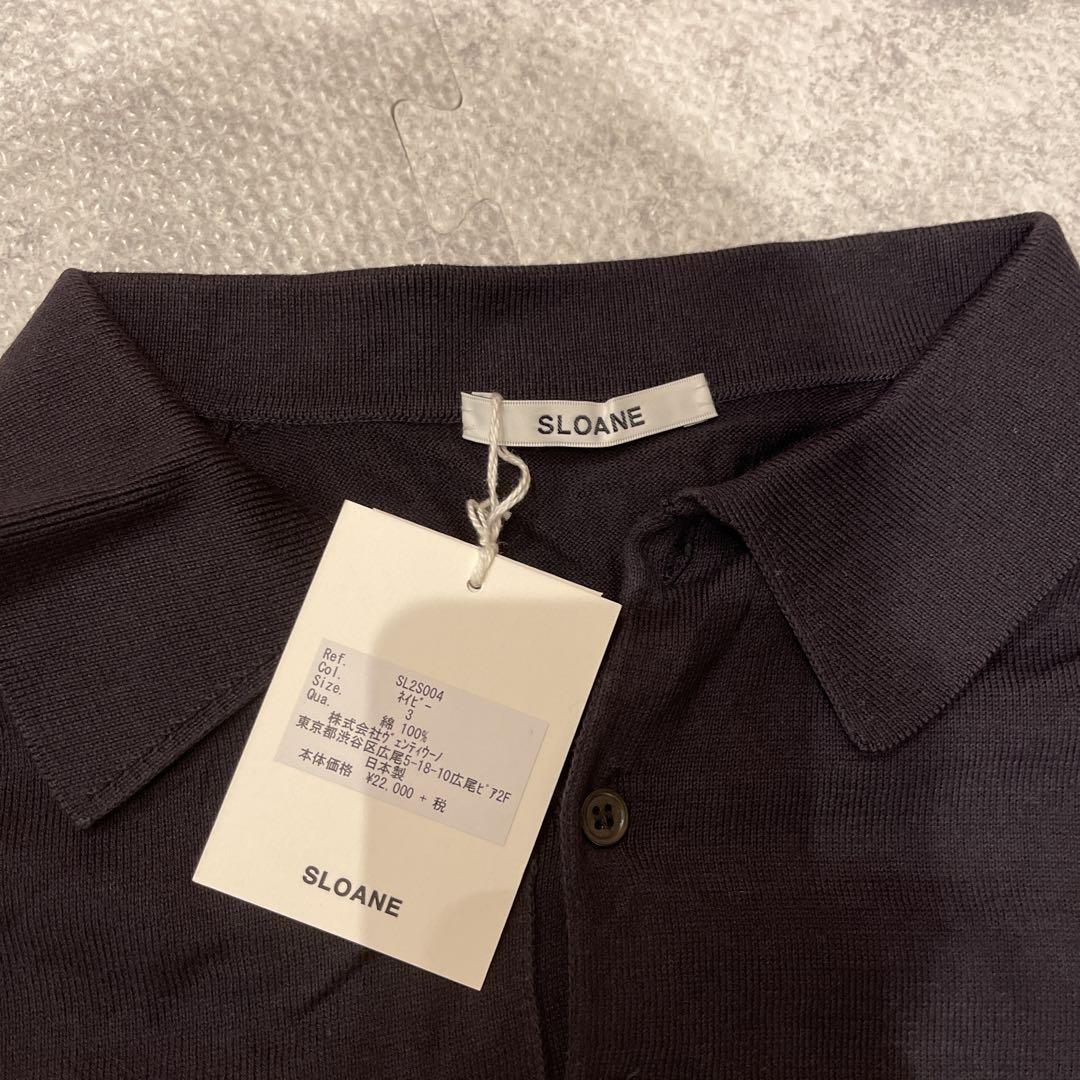 SLOANE
Ref. SL2S004
Col. ﾈｲﾋﾞｰ
Size. 3
Qua. 綿 100%
株式会社ｳﾞｪﾝﾃｨｳｰﾉ
東京都渋谷区広尾5-18-10広尾ﾋﾟｱ2F
日本製
本体価格 ¥22,000 + 税
SLOANE